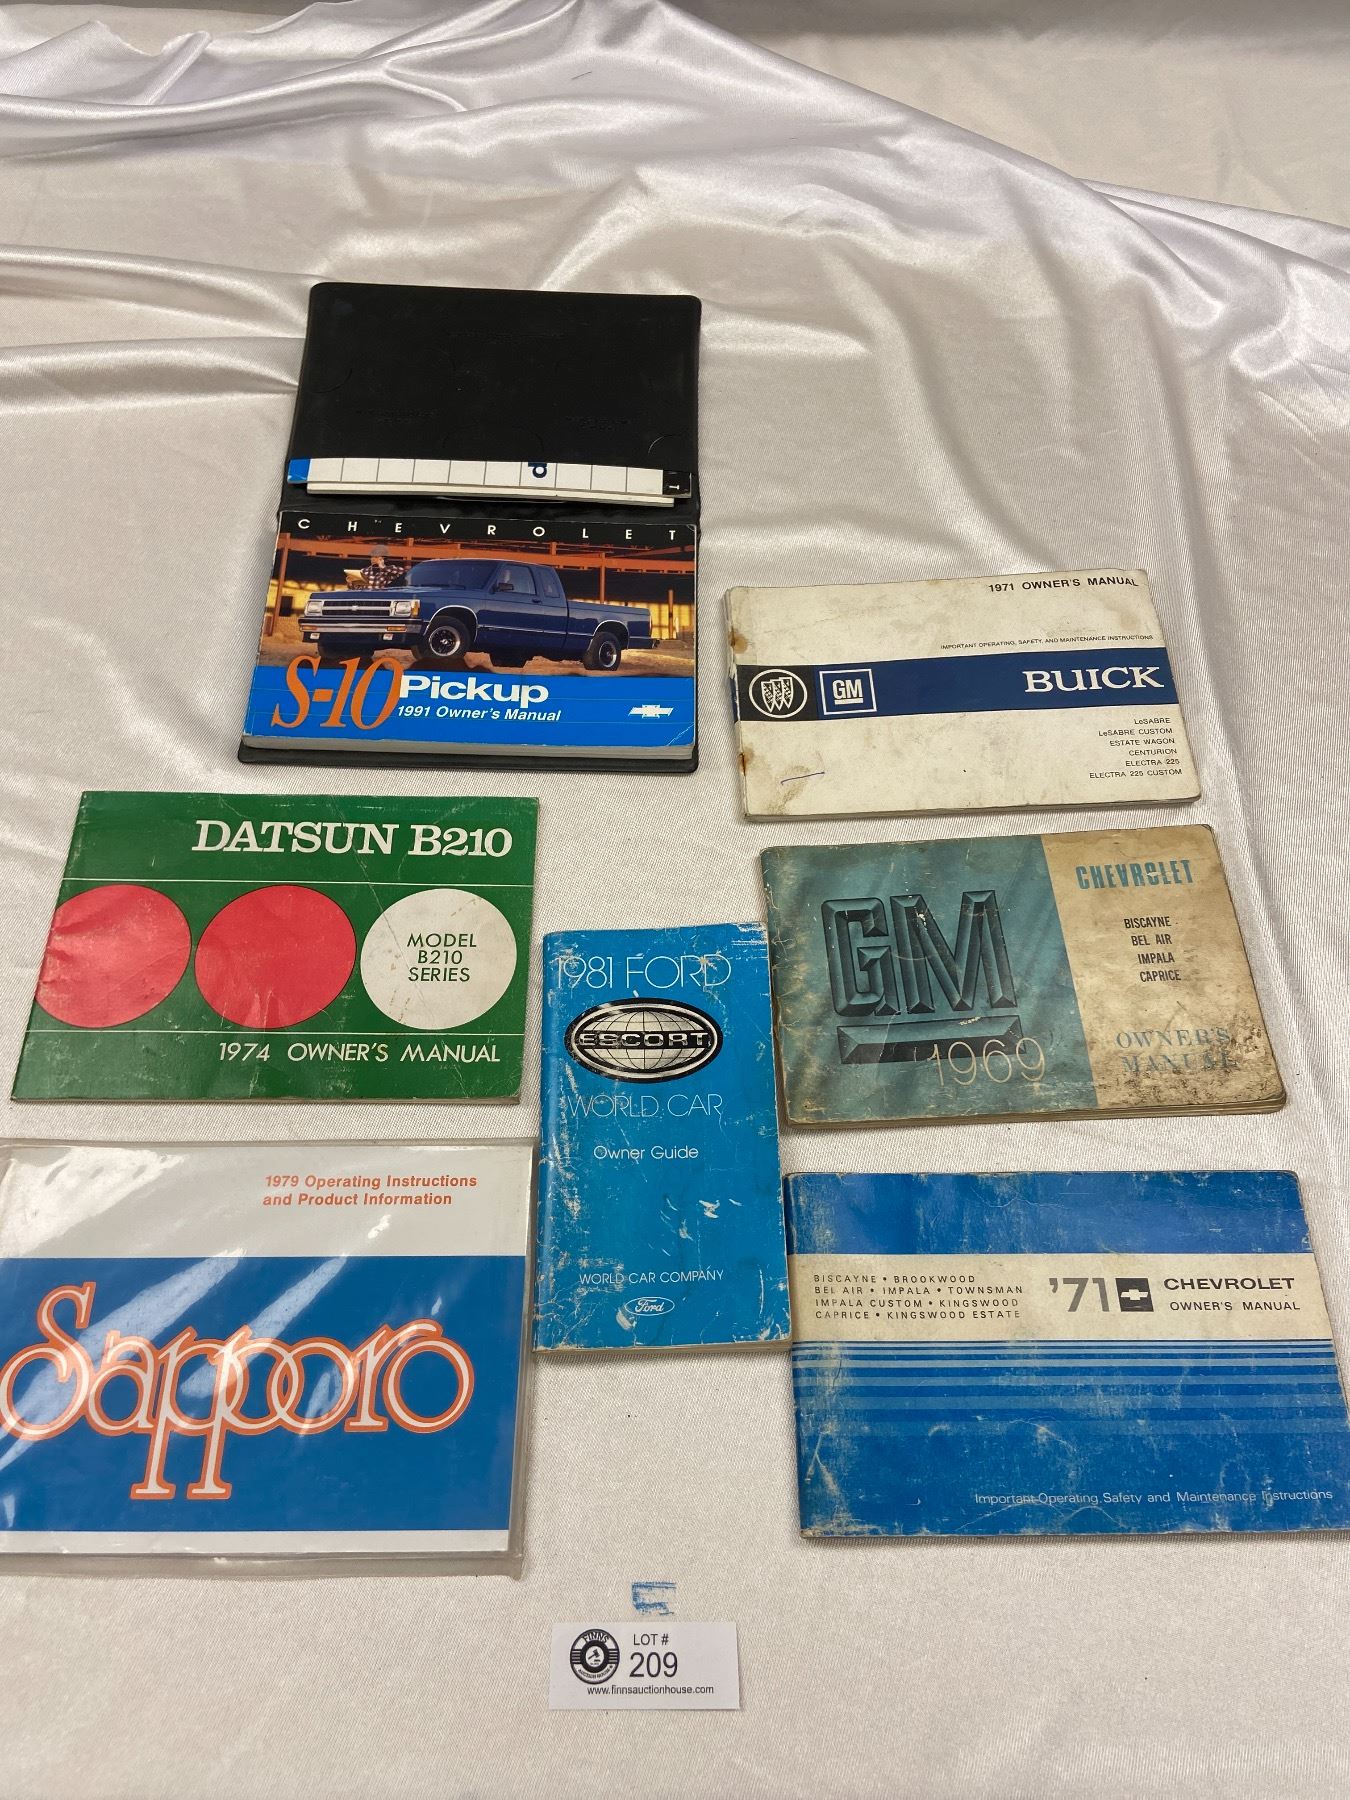 CHEVROLET
S-10 Pickup
1991 Owner's Manual
1971 OWNER'S MANUAL
IMPORTANT OPERATING, SAFETY, AND MAINTENANCE INSTRUCTIONS
GM BUICK
LeSABRE
LeSABRE CUSTOM
ESTATE WAGON
CENTURION
ELECTRA 225
ELECTRA 225 CUSTOM
DATSUN B210
MODEL
B210
SERIES
1974 OWNER'S MANUAL
GM
1969
CHEVROLET
BISCAYNE
BEL AIR
IMPALA
CAPRICE
OWNER'S
MANUAL
1981 FORD
ESCORT
WORLD CAR
Owner Guide
WORLD CAR COMPANY
Ford
1979 Operating Instructions
and Product Information
Sapporo
BISCAYNE • BROOKWOOD
BEL AIR • IMPALA • TOWNSMAN
IMPALA CUSTOM • KINGSWOOD
CAPRICE • KINGSWOOD ESTATE
'71 CHEVROLET
OWNER'S MANUAL
Important Operating, Safety and Maintenance Instructions
FINNS
AUCTION HOUSE
LOT #
209
www.finnsauctionhouse.com